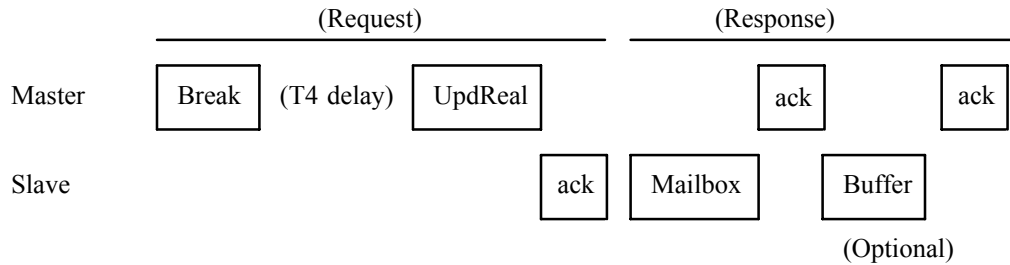 (Request) (Response)
Master Break (T4 delay) UpdReal ack ack
Slave ack Mailbox Buffer
(Optional)